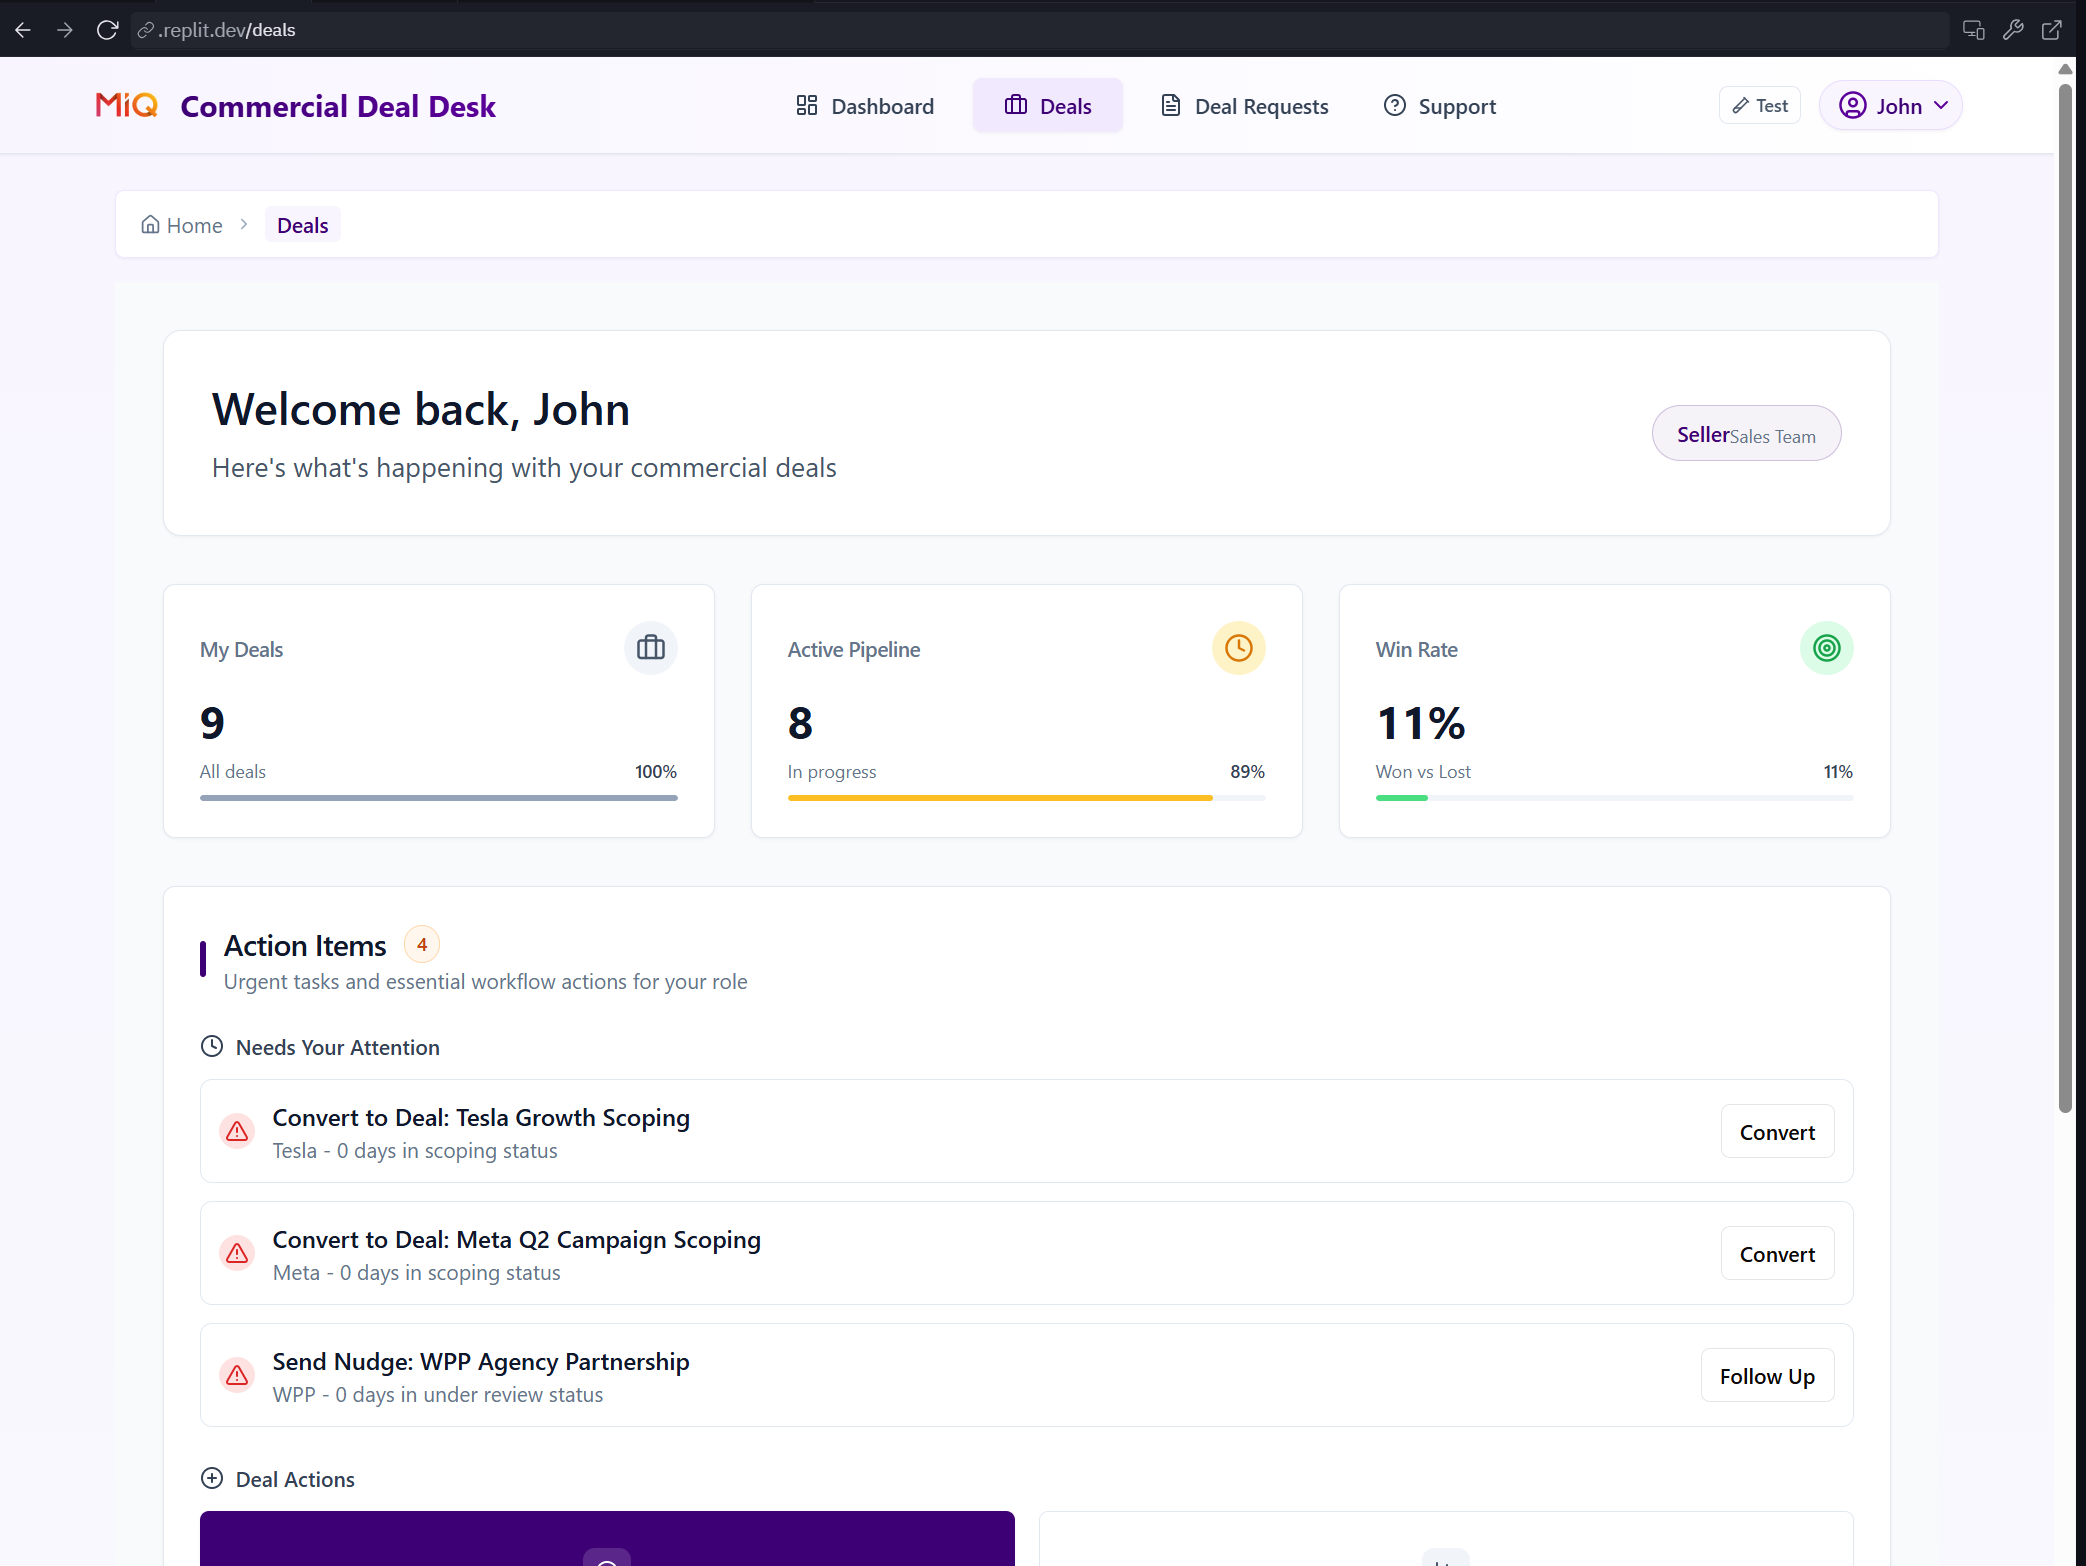 .replit.dev/deals
MiQ Commercial Deal Desk
Dashboard
Deals
Deal Requests
Support
Test
John
Home
Deals
Welcome back, John
Here's what's happening with your commercial deals
Seller Sales Team
My Deals
9
All deals 100%
Active Pipeline
8
In progress 89%
Win Rate
11%
Won vs Lost 11%
Action Items 4
Urgent tasks and essential workflow actions for your role
Needs Your Attention
Convert to Deal: Tesla Growth Scoping
Tesla - 0 days in scoping status
Convert
Convert to Deal: Meta Q2 Campaign Scoping
Meta - 0 days in scoping status
Convert
Send Nudge: WPP Agency Partnership
WPP - 0 days in under review status
Follow Up
Deal Actions